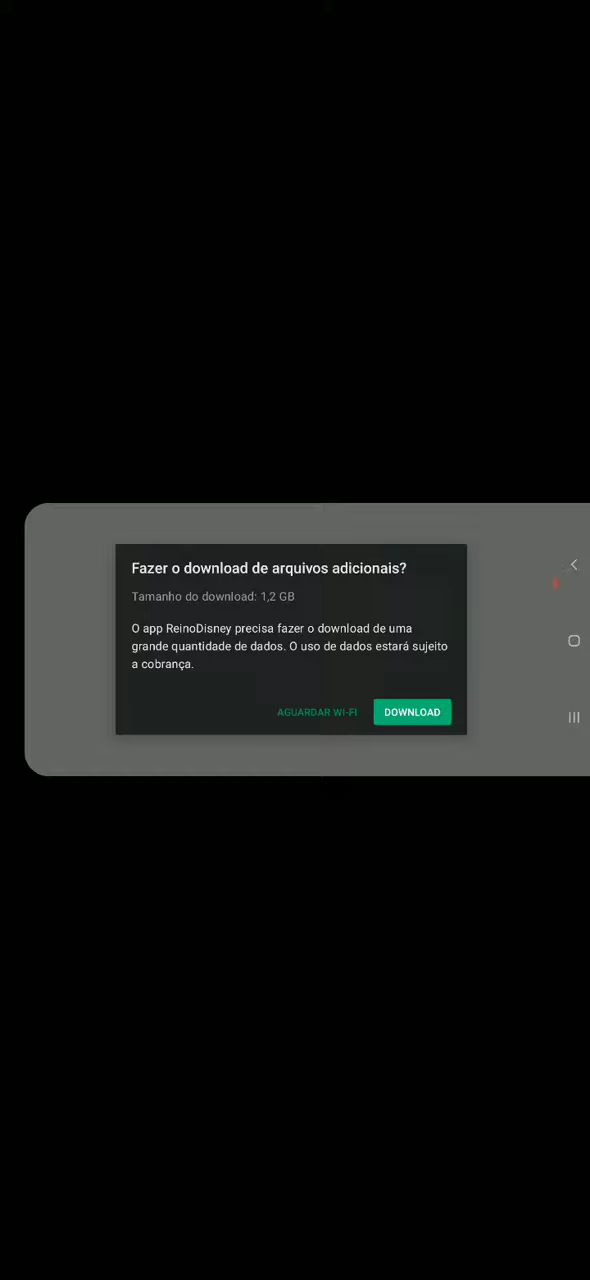 Fazer o download de arquivos adicionais?
Tamanho do download: 1,2 GB
O app ReinoDisney precisa fazer o download de uma
grande quantidade de dados. O uso de dados estará sujeito
a cobrança.
AGUARDAR WI-FI DOWNLOAD